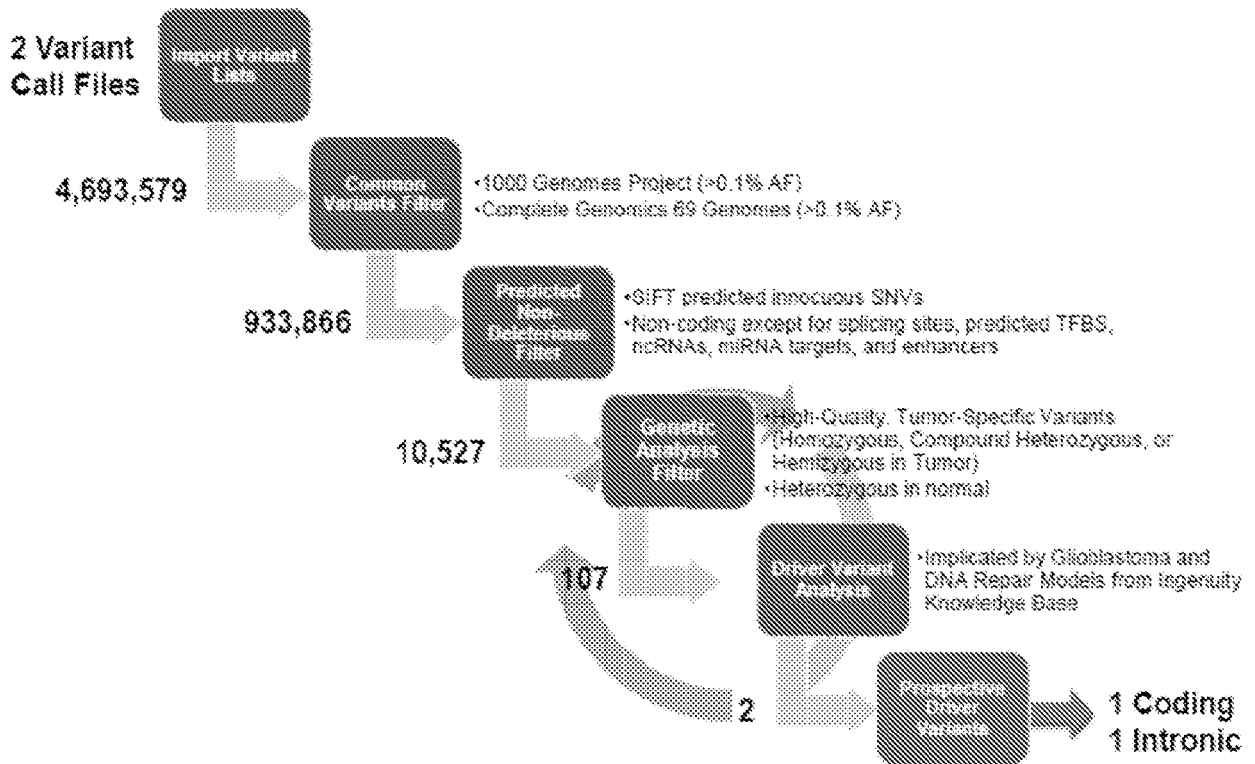 2 Variant
Call Files
Import Variant
Lists
4,693,579
Common
Variants Filter
•1000 Genomes Project (>0.1% AF)
•Complete Genomics 69 Genomes (>0.1% AF)
933,866
Predicted
Non-
Deleterious
Filter
•SIFT predicted innocuous SNVs
•Non-coding except for splicing sites, predicted TFBS,
ncRNAs, miRNA targets, and enhancers
10,527
Genetic
Analysis
Filter
•High-Quality, Tumor-Specific Variants
(Homozygous, Compound Heterozygous, or
Hemizygous in Tumor)
•Heterozygous in normal
107
Driver Variant
Analysis
•Implicated by Glioblastoma and
DNA Repair Models from Ingenuity
Knowledge Base
2
Prospective
Driver
Variants
1 Coding
1 Intronic